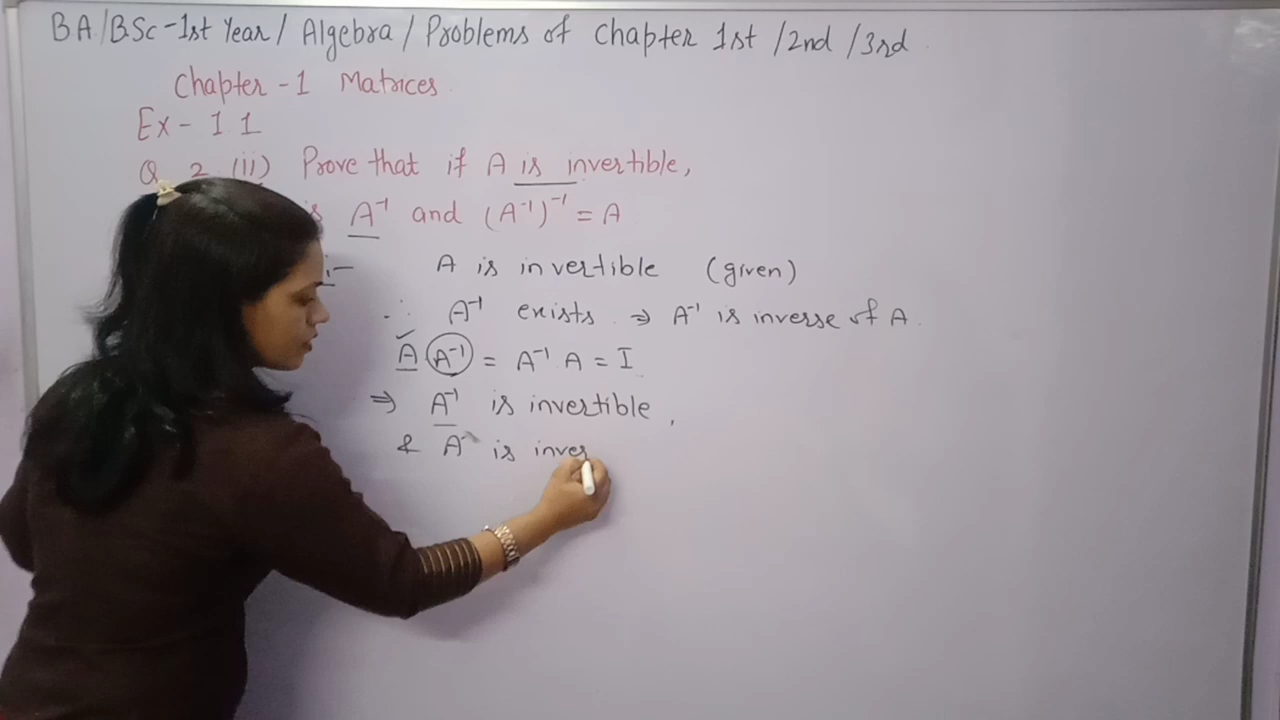 BA/BSc-1st Year / Algebra / Problems of Chapter 1st /2nd /3rd
Chapter -1 Matrices
Ex - 1.1
Q 2 (ii) Prove that if A is invertible,
A⁻¹ and (A⁻¹)⁻¹ = A
:- A is invertible (given)
∴ A⁻¹ exists ⇒ A⁻¹ is inverse of A.
A A⁻¹ = A⁻¹ A = I
⇒ A⁻¹ is invertible,
& A is inve